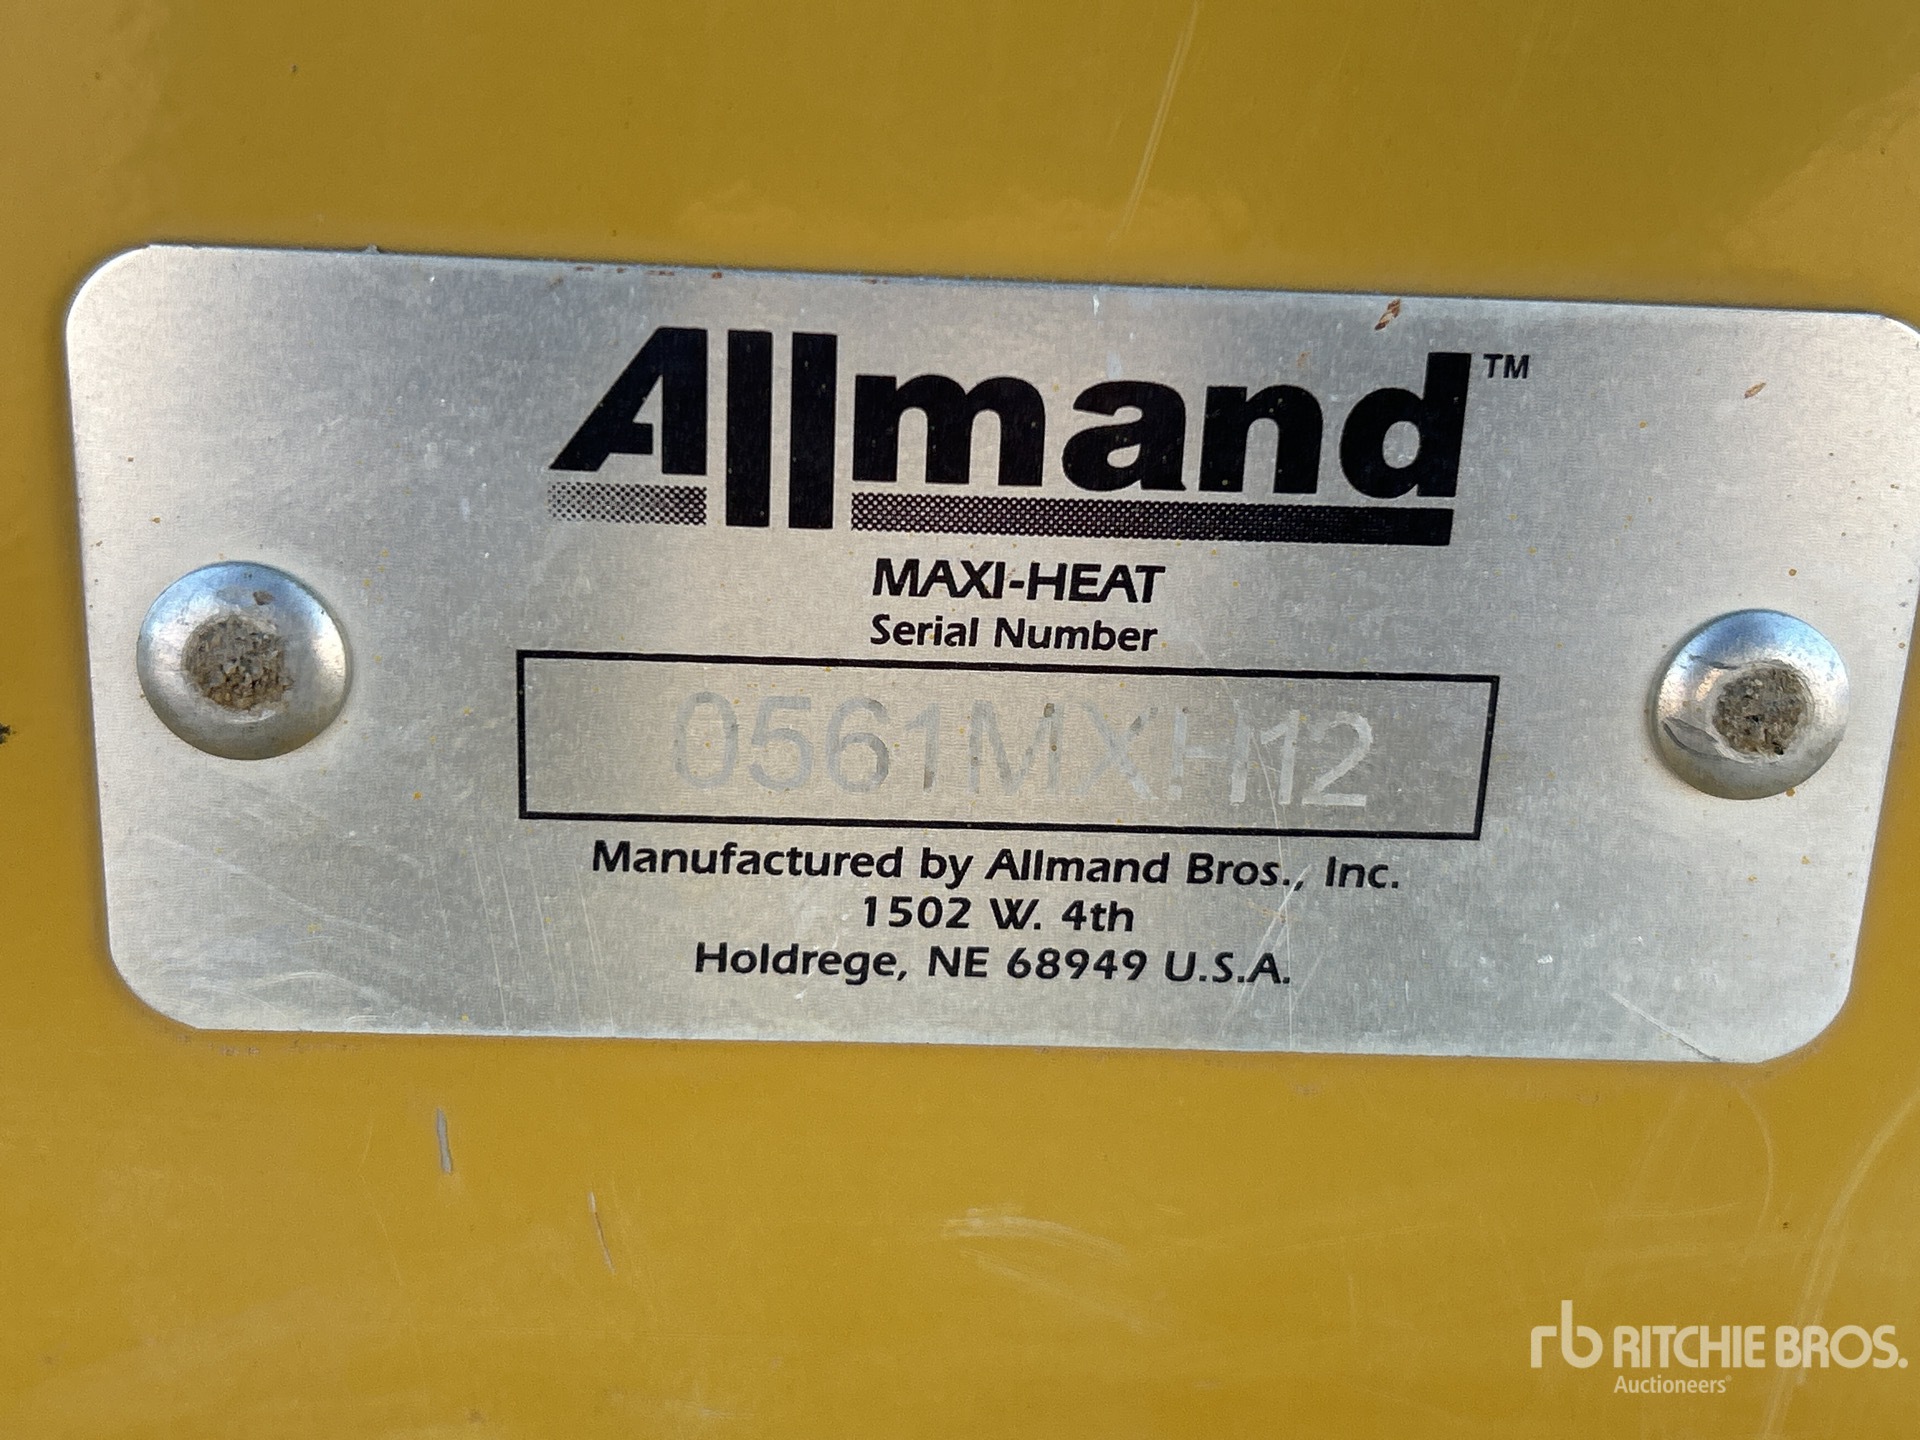 Allmand™
MAXI-HEAT
Serial Number
0561MXH12
Manufactured by Allmand Bros., Inc.
1502 W. 4th
Holdrege, NE 68949 U.S.A.
rb RITCHIE BROS.
Auctioneers®